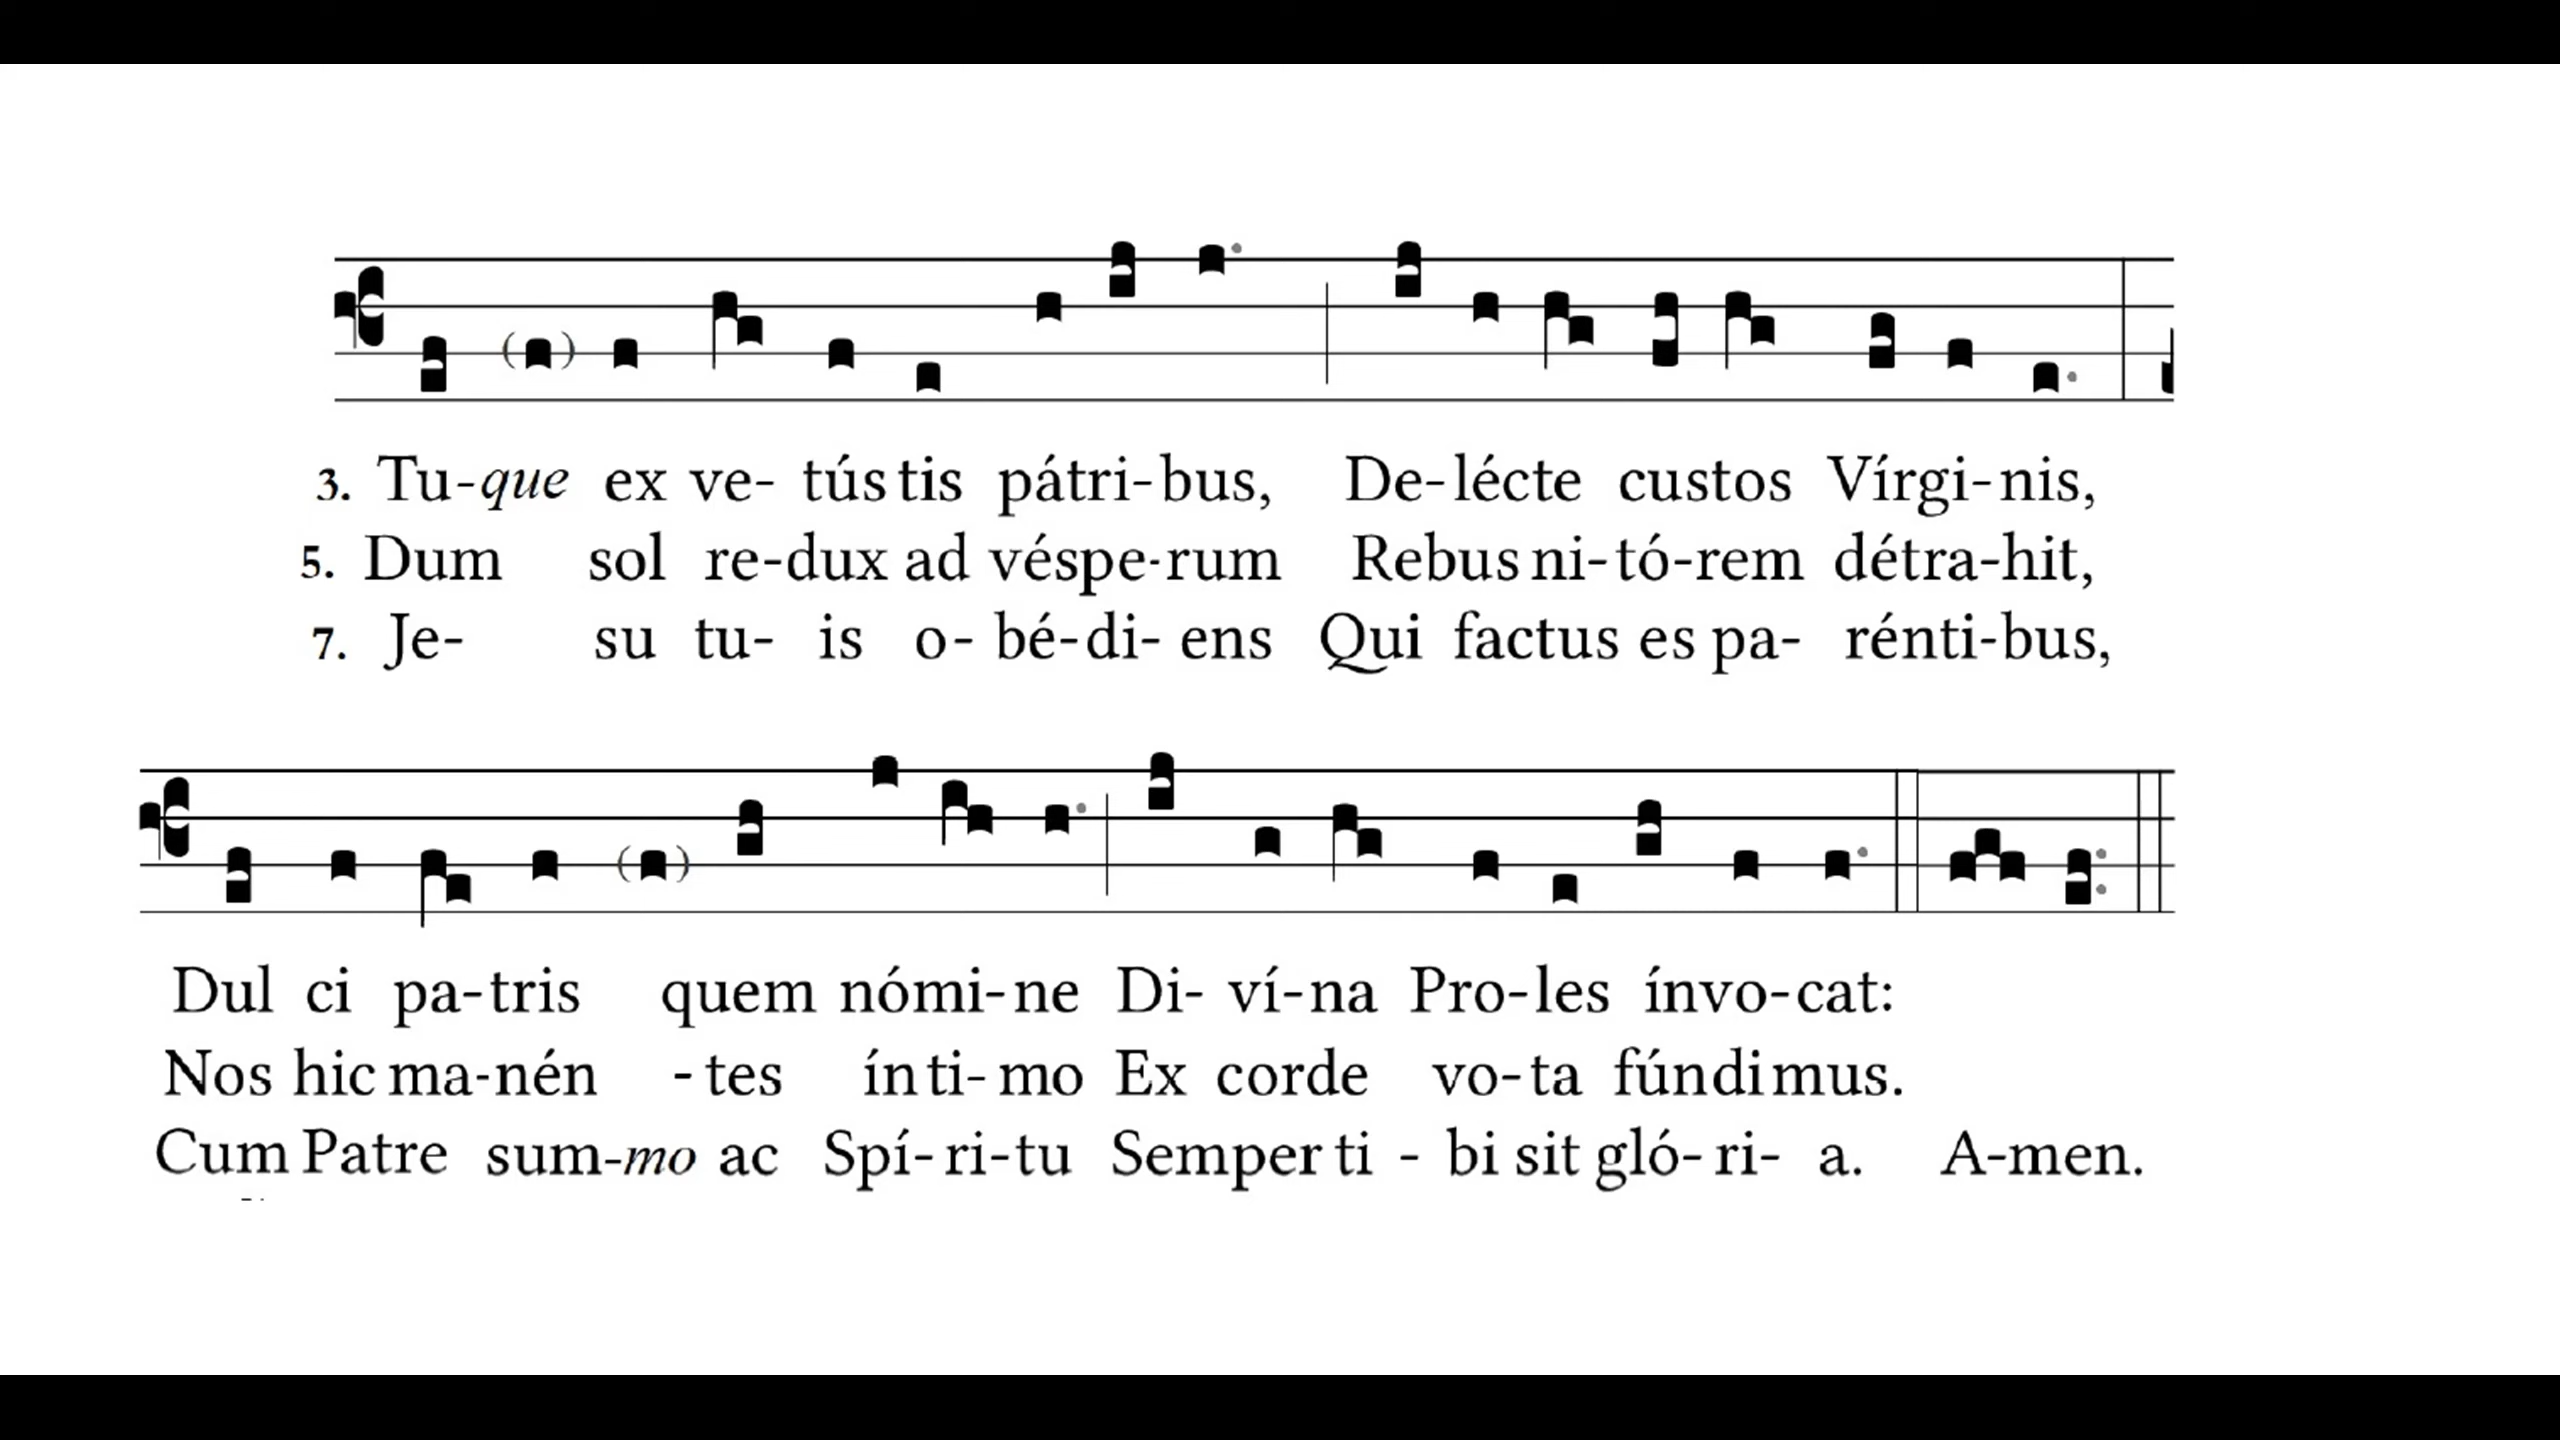 3. Tu-que ex ve- tús tis pátri-bus, De-lécte custos Vírgi-nis,
5. Dum sol re-dux ad véspe-rum Rebus ni-tó-rem détra-hit,
7. Je- su tu- is o- bé-di- ens Qui factus es pa- rénti-bus,
Dul ci pa-tris quem nómi-ne Di- ví-na Pro-les ínvo-cat:
Nos hic ma-nén -tes ín ti- mo Ex corde vo-ta fúndi mus.
Cum Patre sum-mo ac Spí- ri-tu Semper ti - bi sit gló- ri- a. A-men.